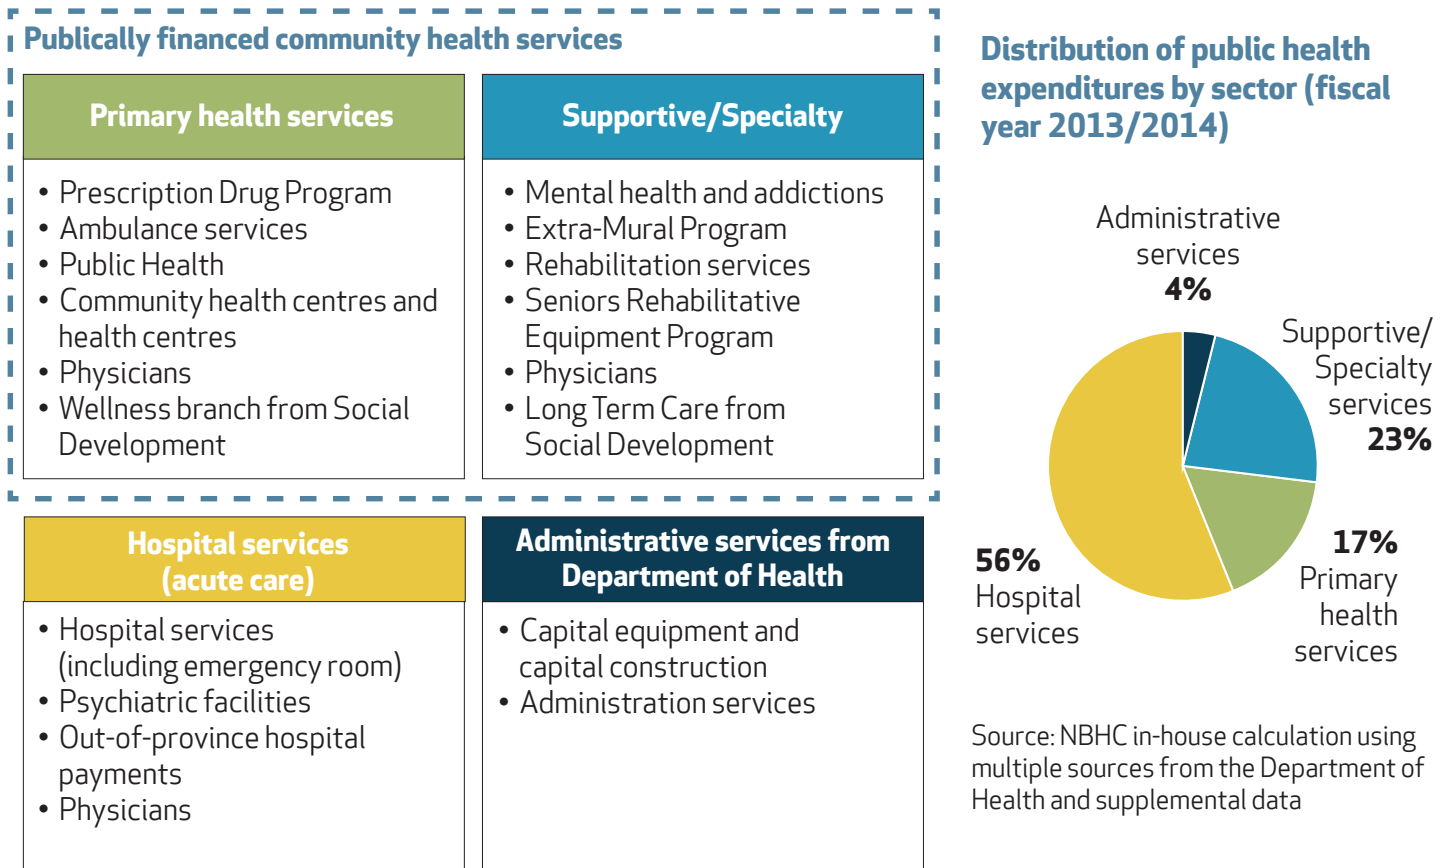 Publically financed community health services
Primary health services
• Prescription Drug Program
• Ambulance services
• Public Health
• Community health centres and
health centres
• Physicians
• Wellness branch from Social
Development
Supportive/Specialty
• Mental health and addictions
• Extra-Mural Program
• Rehabilitation services
• Seniors Rehabilitative
Equipment Program
• Physicians
• Long Term Care from
Social Development
Hospital services
(acute care)
• Hospital services
(including emergency room)
• Psychiatric facilities
• Out-of-province hospital
payments
• Physicians
Administrative services from
Department of Health
• Capital equipment and
capital construction
• Administration services
Distribution of public health
expenditures by sector (fiscal
year 2013/2014)
Administrative
services
4%
Supportive/
Specialty
services
23%
17%
Primary
health
services
56%
Hospital
services
Source: NBHC in-house calculation using
multiple sources from the Department of
Health and supplemental data